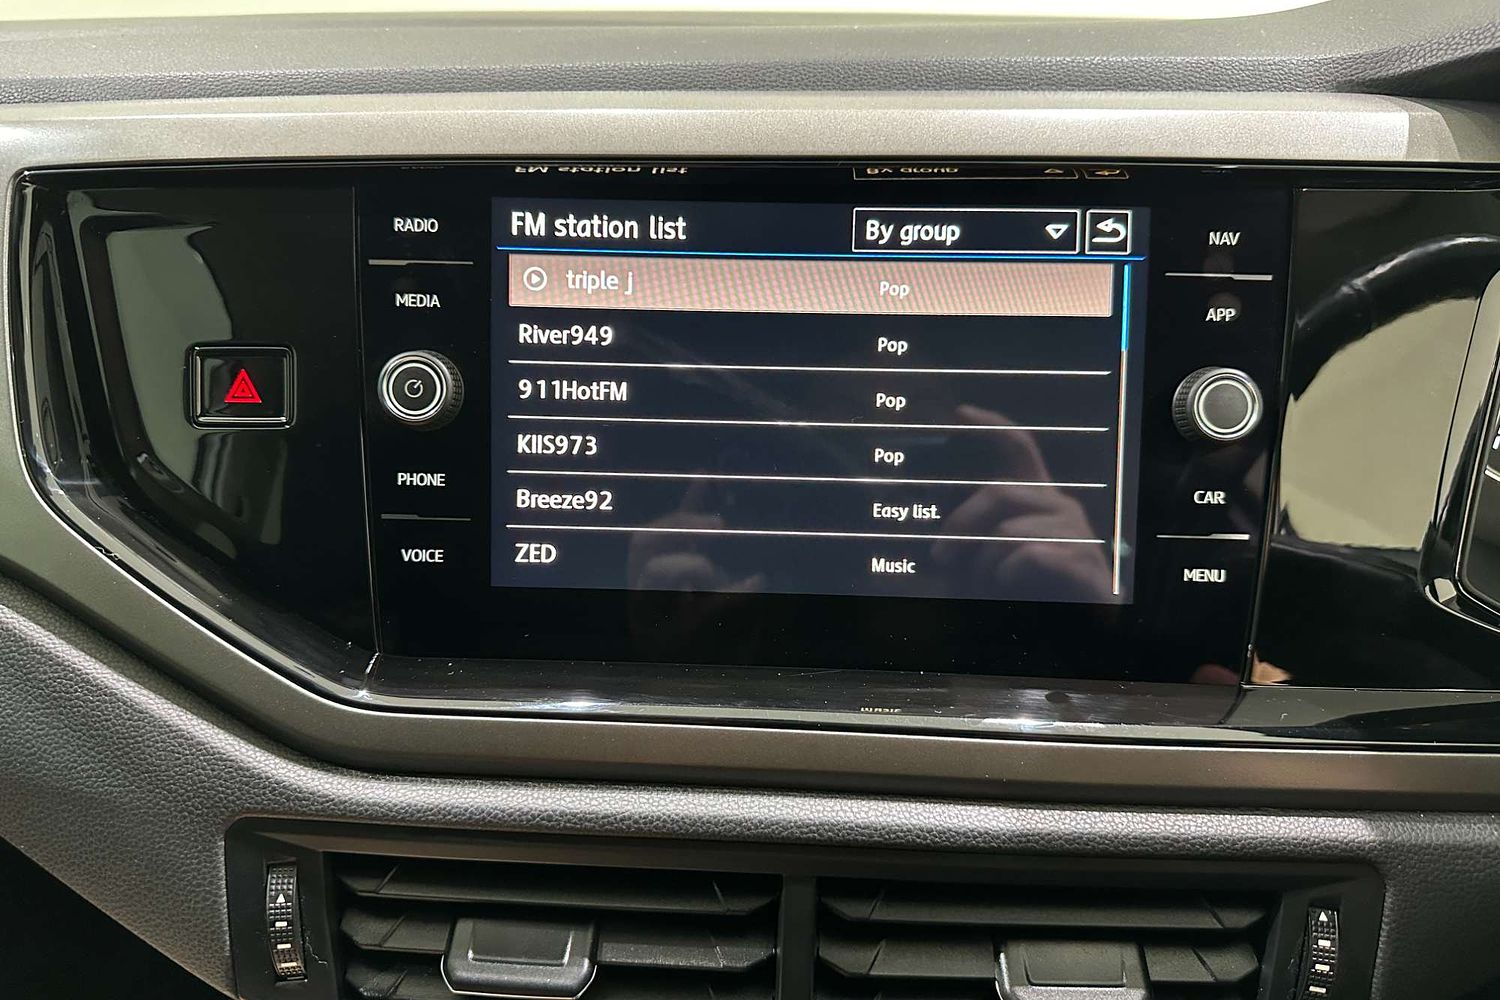 FM station list By group
triple j Pop
River949 Pop
911HotFM Pop
KIIS973 Pop
Breeze92 Easy list.
ZED Music
RADIO
MEDIA
PHONE
VOICE
NAV
APP
CAR
MENU